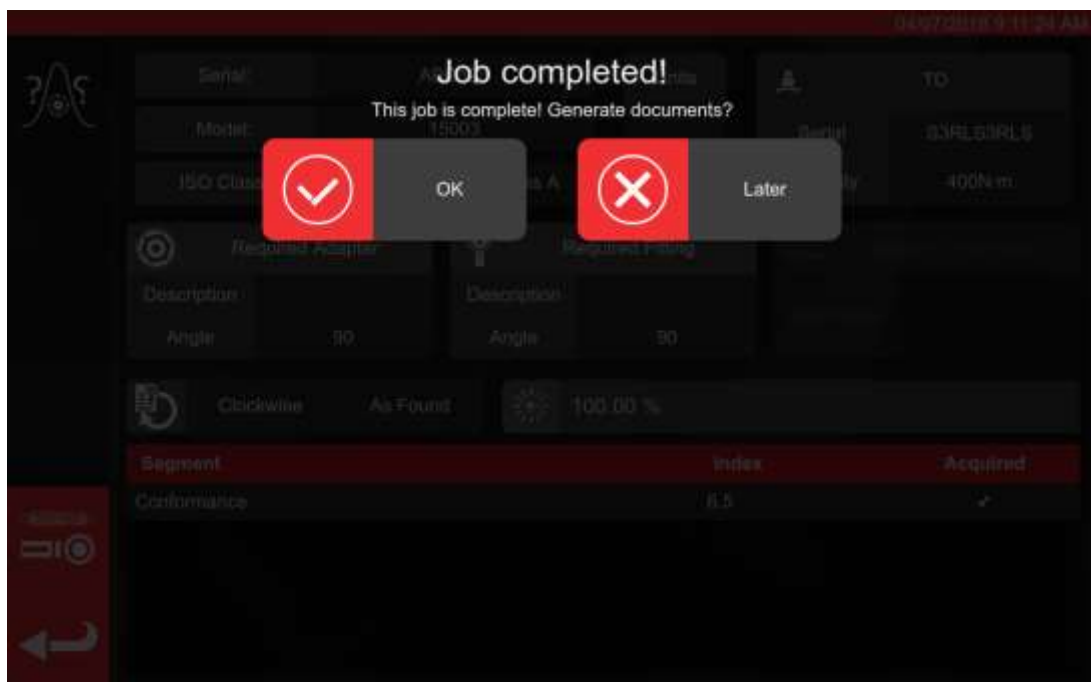 Job completed!
This job is complete! Generate documents?
OK
Later
Serial:
TO
Model:
15003
Serial
S3RLS3RLS
ISO Class
s A
400N·m
Required Adapter
Required Fitting
Description
Description
Angle
90
Angle
90
Clockwise
As Found
100.00 %
Segment
Index
Acquired
Conformance
6.5